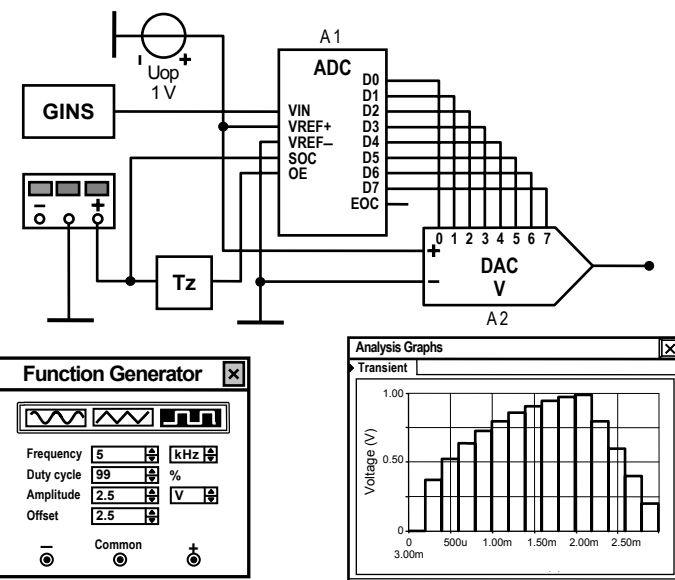 A1
ADC
Uop
1 V
GINS
VIN
VREF+
VREF–
SOC
OE
D0
D1
D2
D3
D4
D5
D6
D7
EOC
Tz
0 1 2 3 4 5 6 7
DAC
V
A2
Function Generator
Frequency 5 kHz
Duty cycle 99 %
Amplitude 2.5 V
Offset 2.5
– Common +
Analysis Graphs
Transient
Voltage (V)
1.00
0.50
0
0 500u 1.00m 1.50m 2.00m 2.50m
3.00m